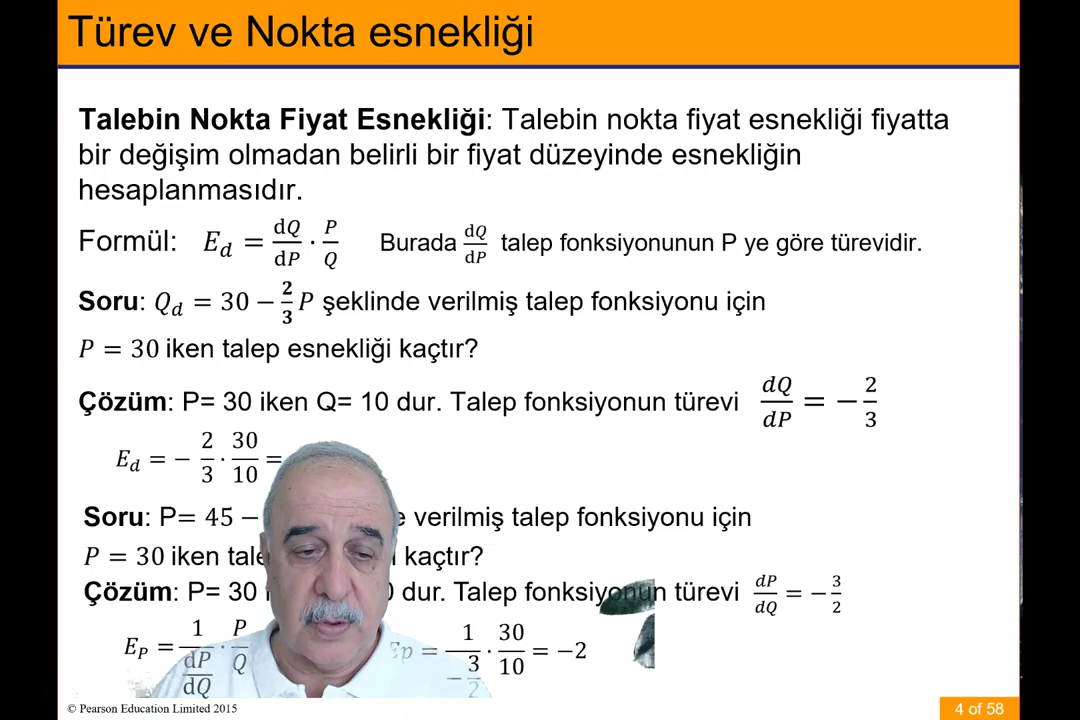 Türev ve Nokta esnekliği
Talebin Nokta Fiyat Esnekliği: Talebin nokta fiyat esnekliği fiyatta
bir değişim olmadan belirli bir fiyat düzeyinde esnekliğin
hesaplanmasıdır.
Formül: E_d = dQ/dP · P/Q Burada dQ/dP talep fonksiyonunun P ye göre türevidir.
Soru: Q_d = 30 − 2/3 P şeklinde verilmiş talep fonksiyonu için
P = 30 iken talep esnekliği kaçtır?
Çözüm: P= 30 iken Q= 10 dur. Talep fonksiyonun türevi dQ/dP = − 2/3
E_d = − 2/3 · 30/10 =
Soru: P= 45 − verilmiş talep fonksiyonu için
P = 30 iken kaçtır?
Çözüm: P= 30 dur. Talep fonksiyonun türevi dP/dQ = − 3/2
E_P = 1/(dP/dQ) · P/Q Ep = 1/(− 3/2) · 30/10 = −2
© Pearson Education Limited 2015
4 of 58